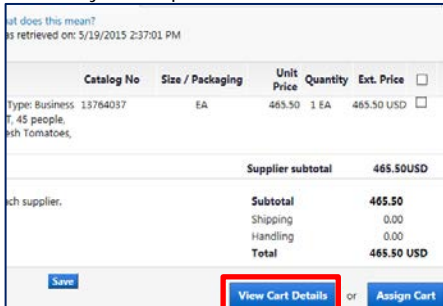 at does this mean?
as retrieved on: 5/19/2015 2:37:01 PM
Catalog No Size / Packaging Unit Price Quantity Ext. Price
Type: Business 13764037 EA 465.50 1 EA 465.50 USD
T, 45 people,
esh Tomatoes,
Supplier subtotal 465.50USD
ach supplier. Subtotal 465.50
Shipping 0.00
Handling 0.00
Total 465.50 USD
Save
View Cart Details or Assign Cart